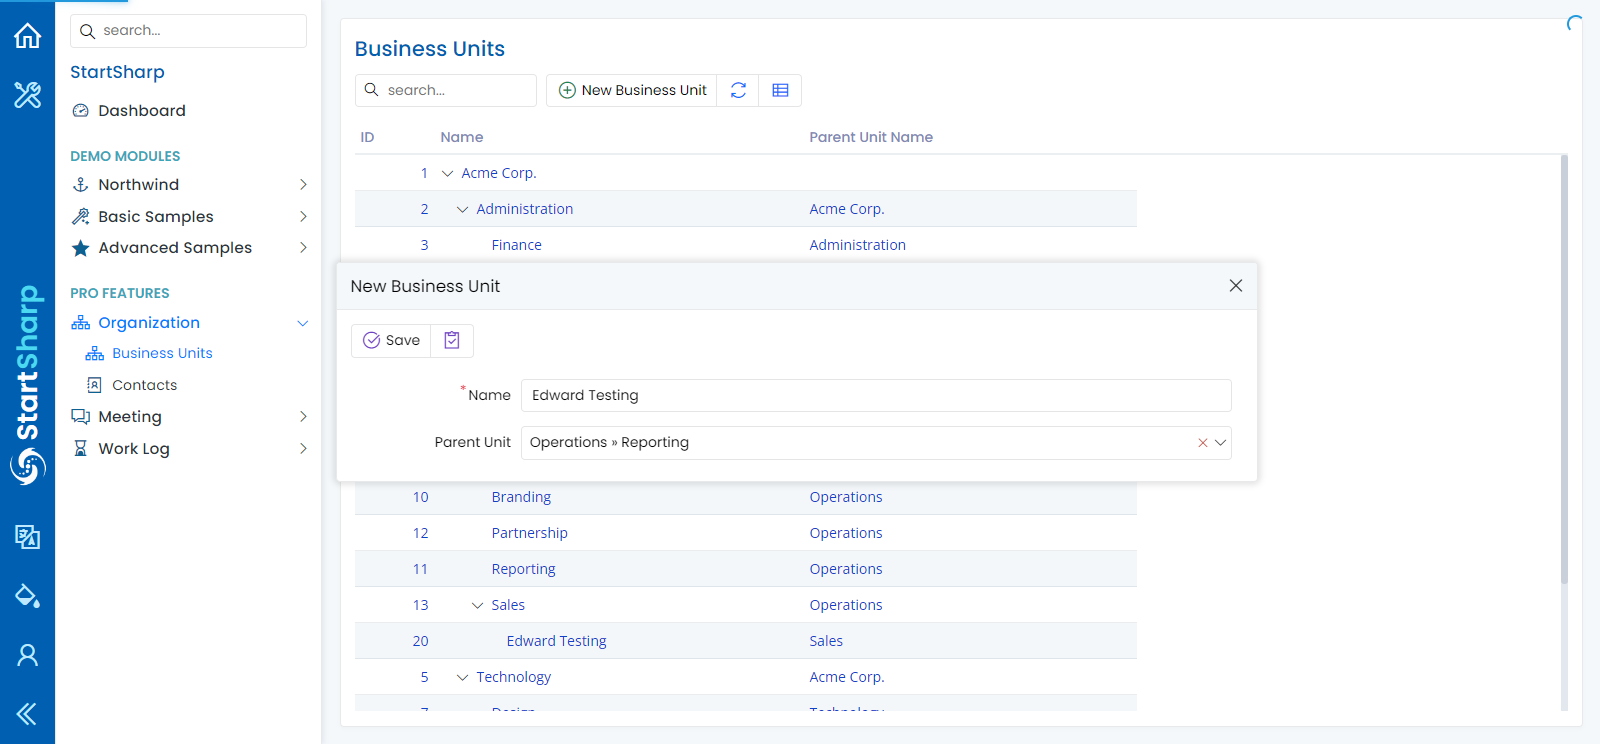 search...
StartSharp
Dashboard
DEMO MODULES
Northwind
Basic Samples
Advanced Samples
PRO FEATURES
Organization
Business Units
Contacts
Meeting
Work Log
StartSharp
Business Units
search...
New Business Unit
ID Name Parent Unit Name
1 Acme Corp.
2 Administration Acme Corp.
3 Finance Administration
New Business Unit
Save
*Name Edward Testing
Parent Unit Operations » Reporting
10 Branding Operations
12 Partnership Operations
11 Reporting Operations
13 Sales Operations
20 Edward Testing Sales
5 Technology Acme Corp.
7 Design Technology